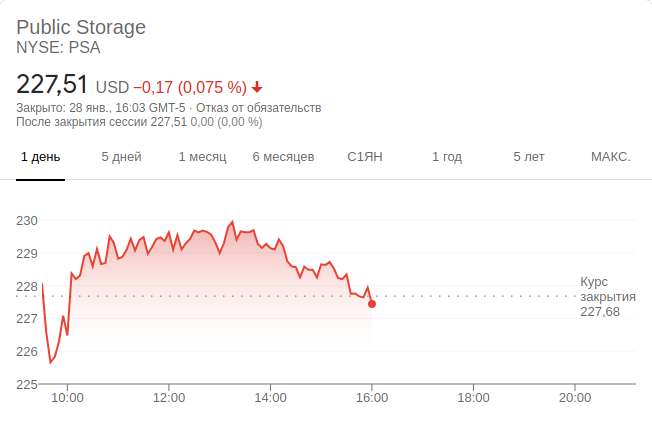 Public Storage
NYSE: PSA
227,51 USD −0,17 (0,075 %)
Закрыто: 28 янв., 16:03 GMT-5 · Отказ от обязательств
После закрытия сессии 227,51 0,00 (0,00 %)
1 день 5 дней 1 месяц 6 месяцев С1ЯН 1 год 5 лет МАКС.
230
229
228
227
226
225
Курс
закрытия
227,68
10:00 12:00 14:00 16:00 18:00 20:00